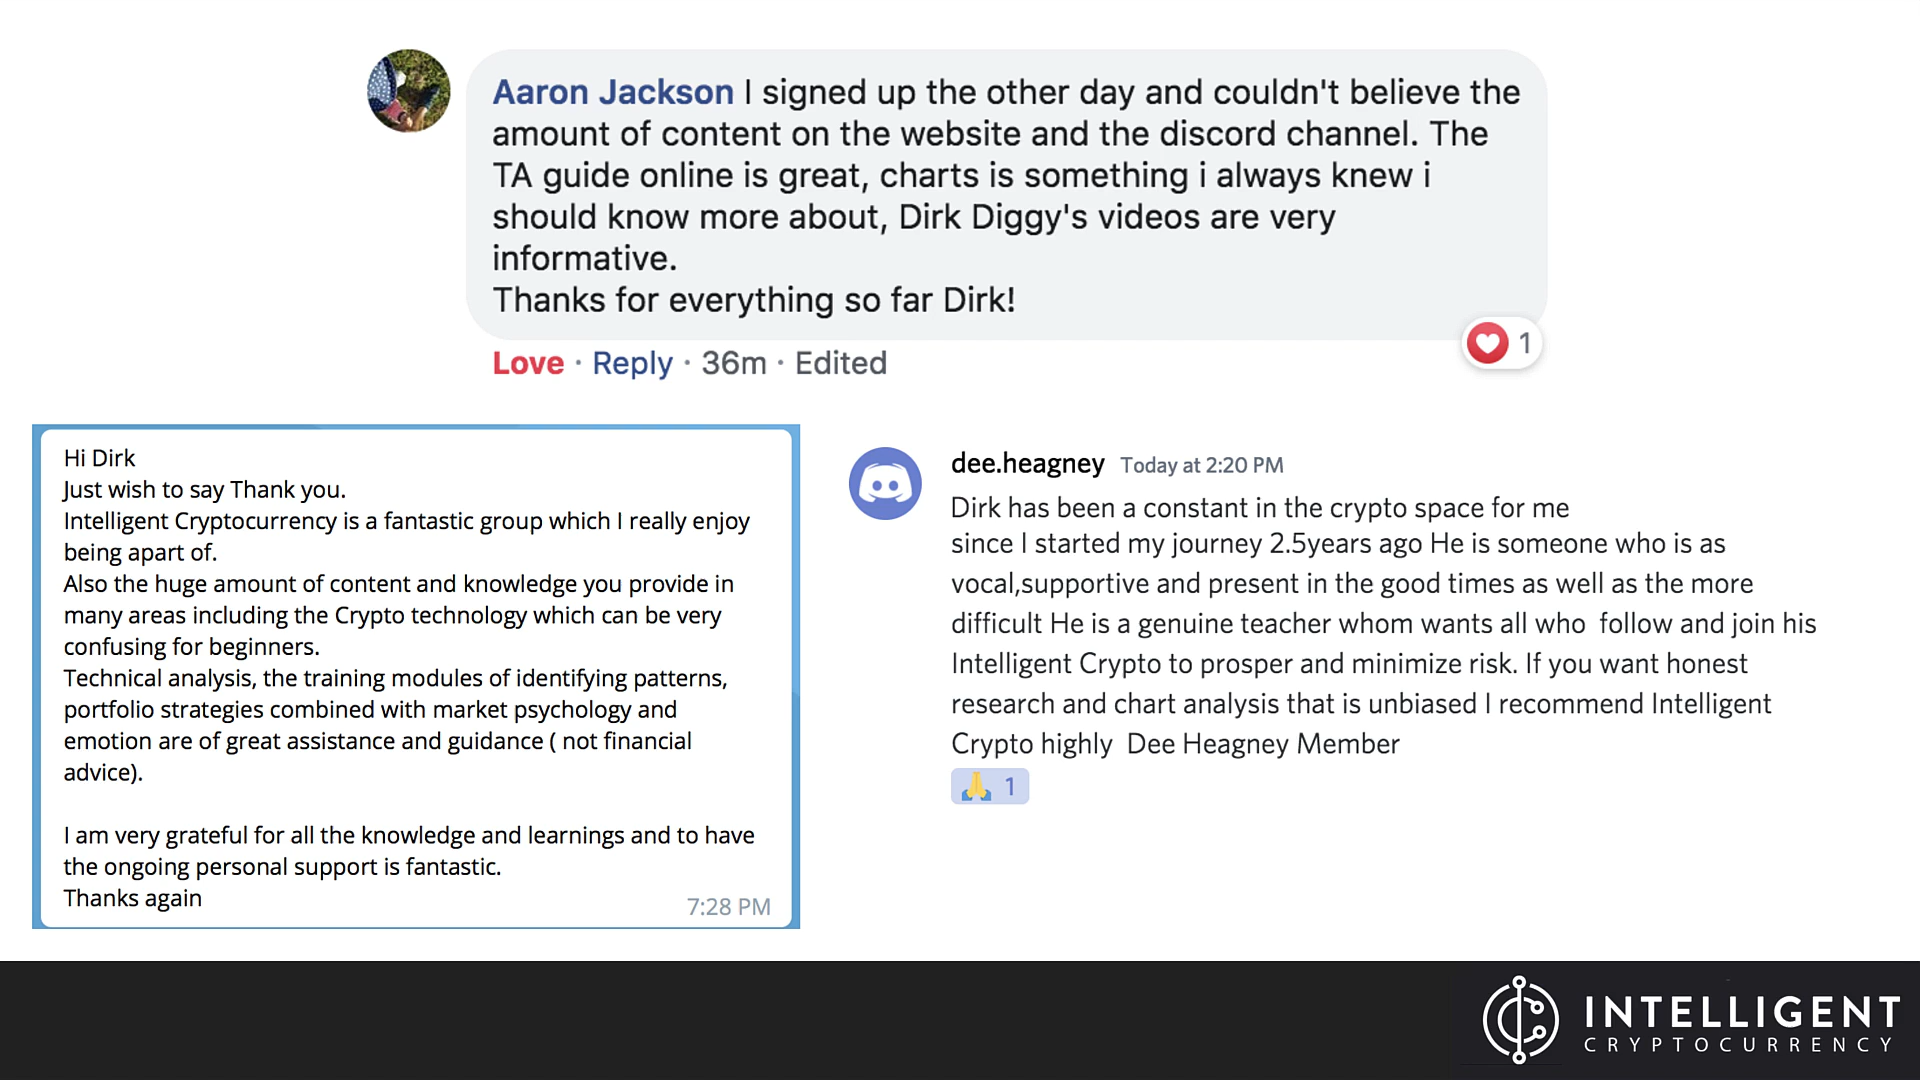 Aaron Jackson I signed up the other day and couldn't believe the
amount of content on the website and the discord channel. The
TA guide online is great, charts is something i always knew i
should know more about, Dirk Diggy's videos are very
informative.
Thanks for everything so far Dirk!
1
Love · Reply · 36m · Edited
Hi Dirk
Just wish to say Thank you.
Intelligent Cryptocurrency is a fantastic group which I really enjoy
being apart of.
Also the huge amount of content and knowledge you provide in
many areas including the Crypto technology which can be very
confusing for beginners.
Technical analysis, the training modules of identifying patterns,
portfolio strategies combined with market psychology and
emotion are of great assistance and guidance ( not financial
advice).
I am very grateful for all the knowledge and learnings and to have
the ongoing personal support is fantastic.
Thanks again
7:28 PM
dee.heagney Today at 2:20 PM
Dirk has been a constant in the crypto space for me
since I started my journey 2.5years ago He is someone who is as
vocal,supportive and present in the good times as well as the more
difficult He is a genuine teacher whom wants all who  follow and join his
Intelligent Crypto to prosper and minimize risk. If you want honest
research and chart analysis that is unbiased I recommend Intelligent
Crypto highly  Dee Heagney Member
🙏 1
INTELLIGENT
CRYPTOCURRENCY